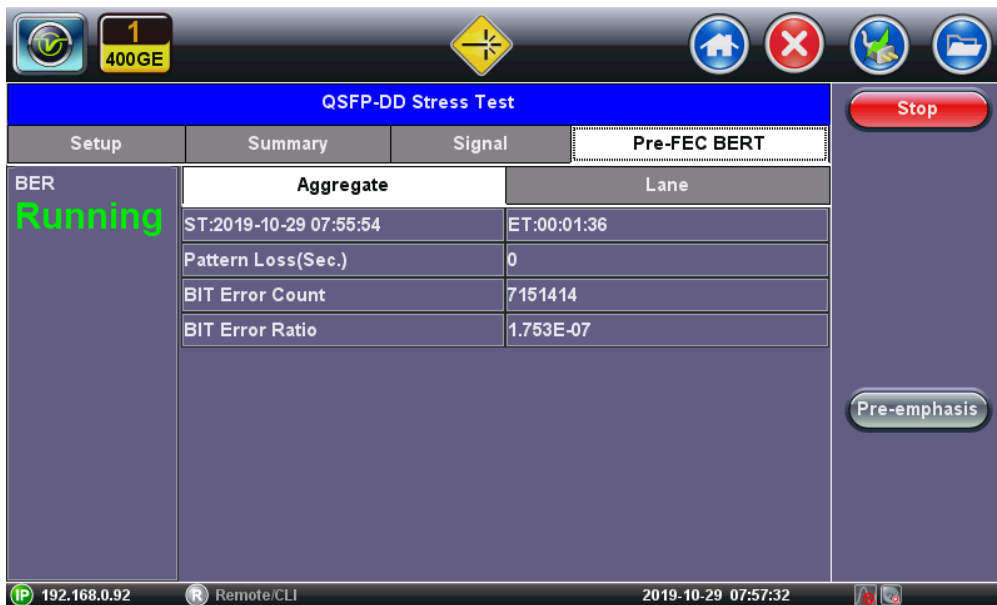 1
400GE
QSFP-DD Stress Test
Stop
Setup Summary Signal Pre-FEC BERT
BER
Running
Aggregate Lane
ST:2019-10-29 07:55:54 ET:00:01:36
Pattern Loss(Sec.) 0
BIT Error Count 7151414
BIT Error Ratio 1.753E-07
Pre-emphasis
IP 192.168.0.92 R Remote/CLI 2019-10-29 07:57:32